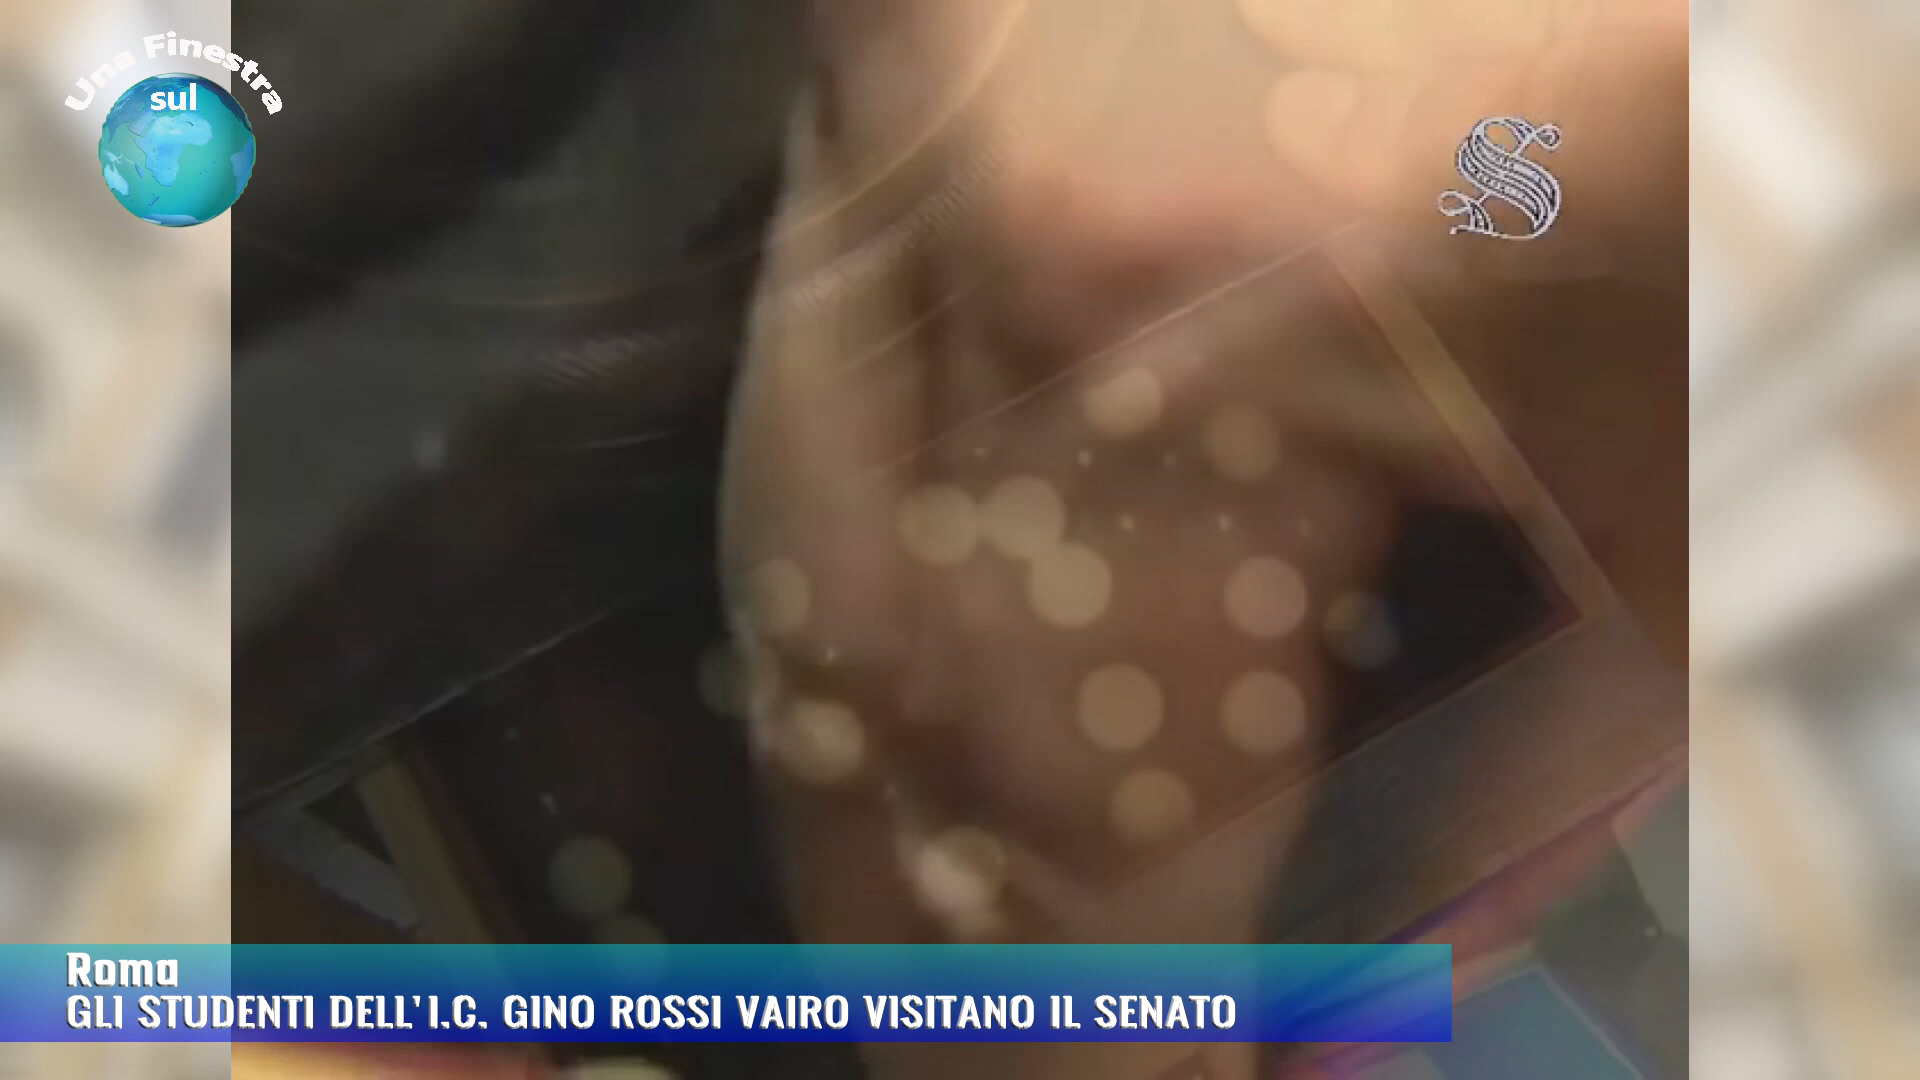 Una Finestra
sul
S
Roma
GLI STUDENTI DELL'I.C. GINO ROSSI VAIRO VISITANO IL SENATO